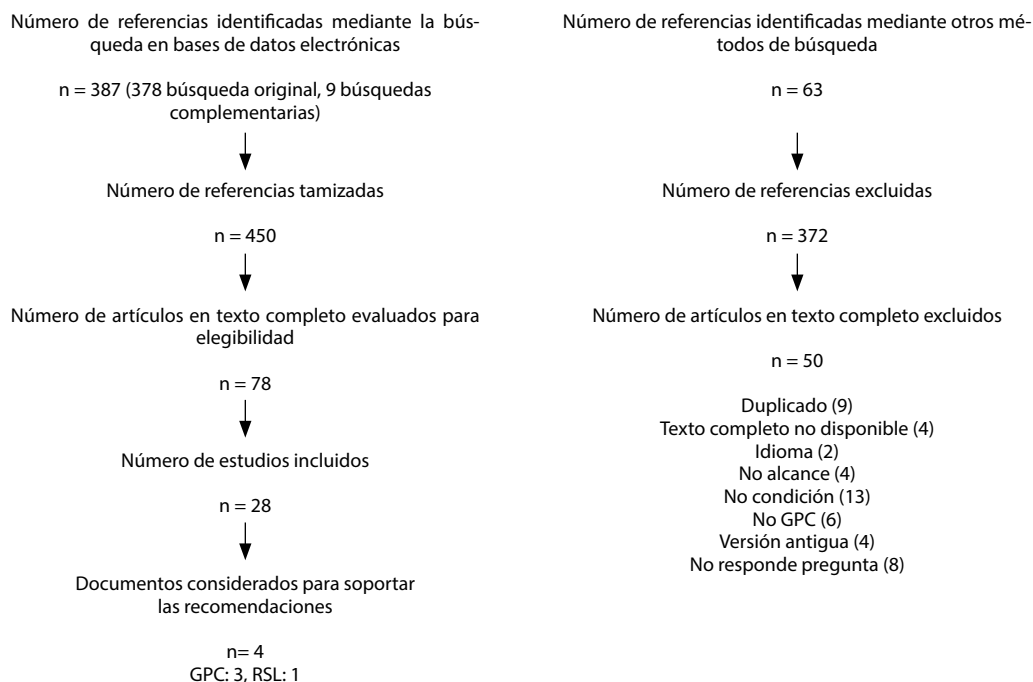 Número de referencias identificadas mediante la bús-
queda en bases de datos electrónicas
n = 387 (378 búsqueda original, 9 búsquedas
complementarias)
Número de referencias tamizadas
n = 450
Número de artículos en texto completo evaluados para
elegibilidad
n = 78
Número de estudios incluidos
n = 28
Documentos considerados para soportar
las recomendaciones
n= 4
GPC: 3, RSL: 1
Número de referencias identificadas mediante otros mé-
todos de búsqueda
n = 63
Número de referencias excluidas
n = 372
Número de artículos en texto completo excluidos
n = 50
Duplicado (9)
Texto completo no disponible (4)
Idioma (2)
No alcance (4)
No condición (13)
No GPC (6)
Versión antigua (4)
No responde pregunta (8)